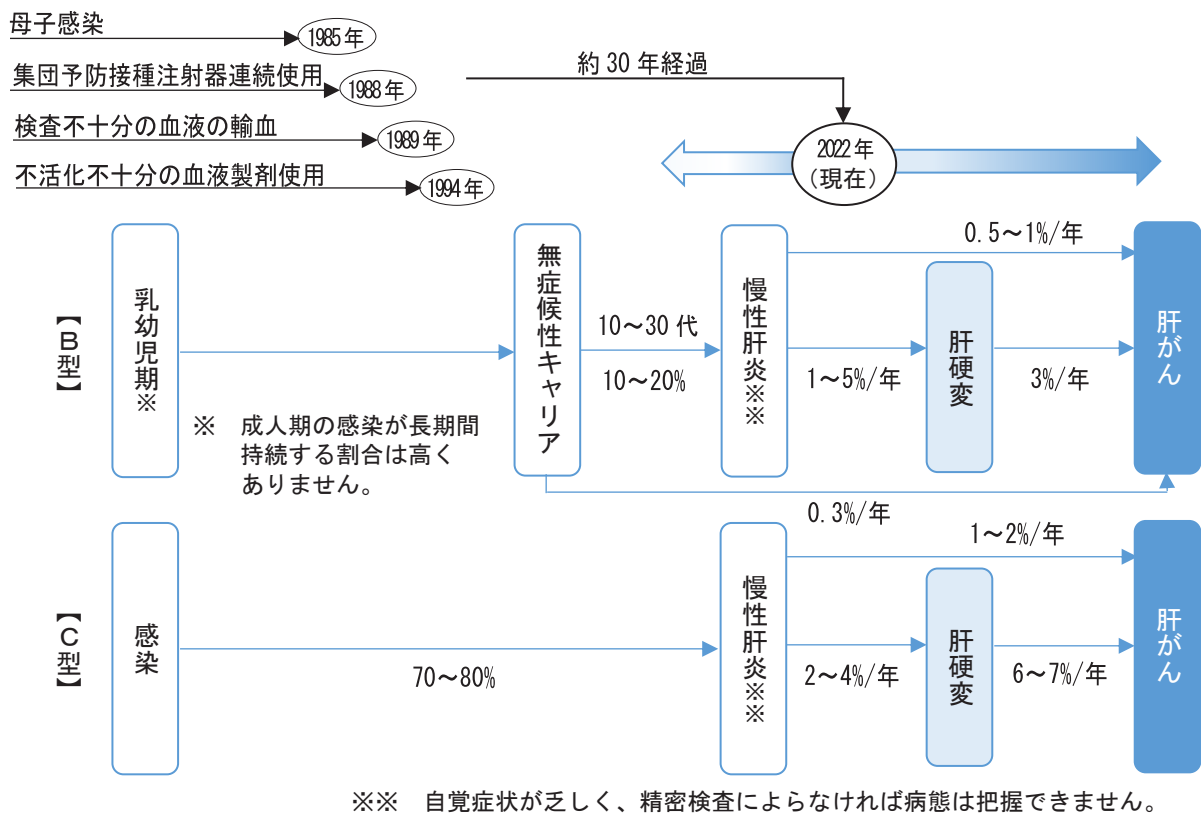 母子感染
1985年
集団予防接種注射器連続使用
1988年
検査不十分の血液の輸血
1989年
不活化不十分の血液製剤使用
1994年
約30年経過
2022年
(現在)
【B型】
乳幼児期※
※ 成人期の感染が長期間
持続する割合は高く
ありません。
無症候性キャリア
10~30代
10~20%
慢性肝炎※※
0.5~1%/年
1~5%/年
肝硬変
3%/年
肝がん
0.3%/年
【C型】
感染
70~80%
慢性肝炎※※
1~2%/年
2~4%/年
肝硬変
6~7%/年
肝がん
※※ 自覚症状が乏しく、精密検査によらなければ病態は把握できません。